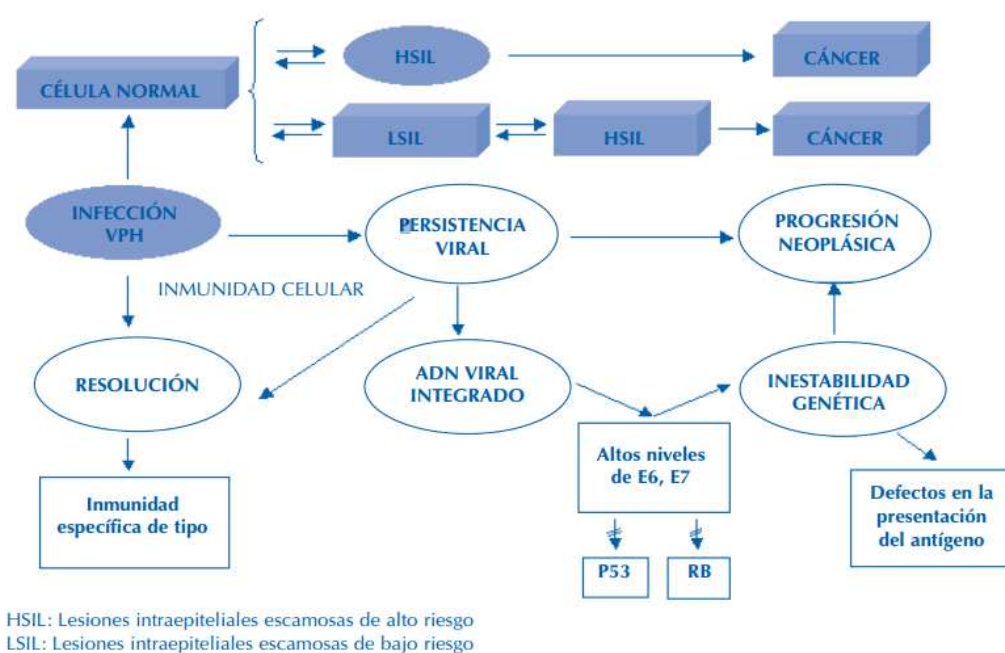 HSIL
CÁNCER
CÉLULA NORMAL
LSIL
HSIL
CÁNCER
INFECCIÓN
VPH
PERSISTENCIA
VIRAL
PROGRESIÓN
NEOPLÁSICA
INMUNIDAD CELULAR
RESOLUCIÓN
ADN VIRAL
INTEGRADO
INESTABILIDAD
GENÉTICA
Altos niveles
de E6, E7
Inmunidad
específica de tipo
Defectos en la
presentación
del antígeno
P53
RB
HSIL: Lesiones intraepiteliales escamosas de alto riesgo
LSIL: Lesiones intraepiteliales escamosas de bajo riesgo